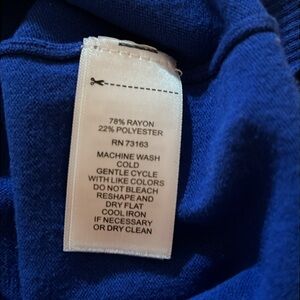 78% RAYON
22% POLYESTER
RN 73163
MACHINE WASH
COLD
GENTLE CYCLE
WITH LIKE COLORS
DO NOT BLEACH
RESHAPE AND
DRY FLAT
COOL IRON
IF NECESSARY
OR DRY CLEAN